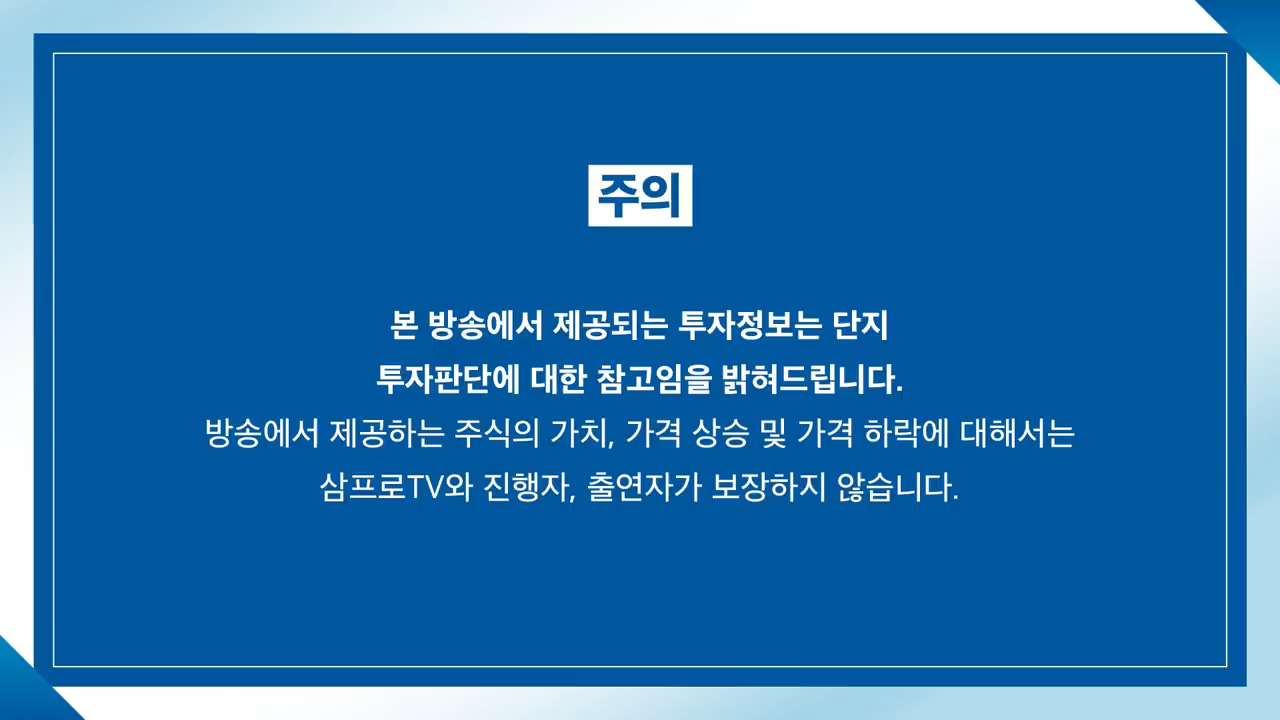 주의
본 방송에서 제공되는 투자정보는 단지
투자판단에 대한 참고임을 밝혀드립니다.
방송에서 제공하는 주식의 가치, 가격 상승 및 가격 하락에 대해서는
삼프로TV와 진행자, 출연자가 보장하지 않습니다.